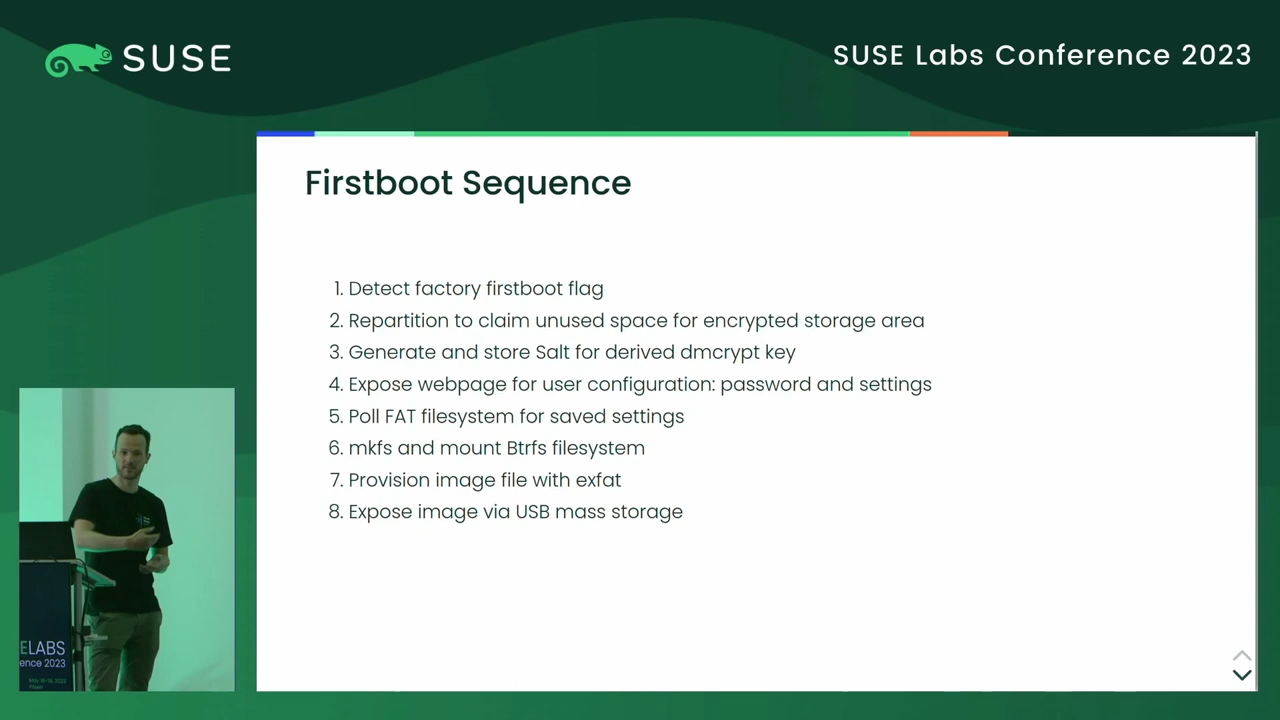 SUSE
SUSE Labs Conference 2023
Firstboot Sequence
1. Detect factory firstboot flag
2. Repartition to claim unused space for encrypted storage area
3. Generate and store Salt for derived dmcrypt key
4. Expose webpage for user configuration: password and settings
5. Poll FAT filesystem for saved settings
6. mkfs and mount Btrfs filesystem
7. Provision image file with exfat
8. Expose image via USB mass storage
ELABS
ence 2023